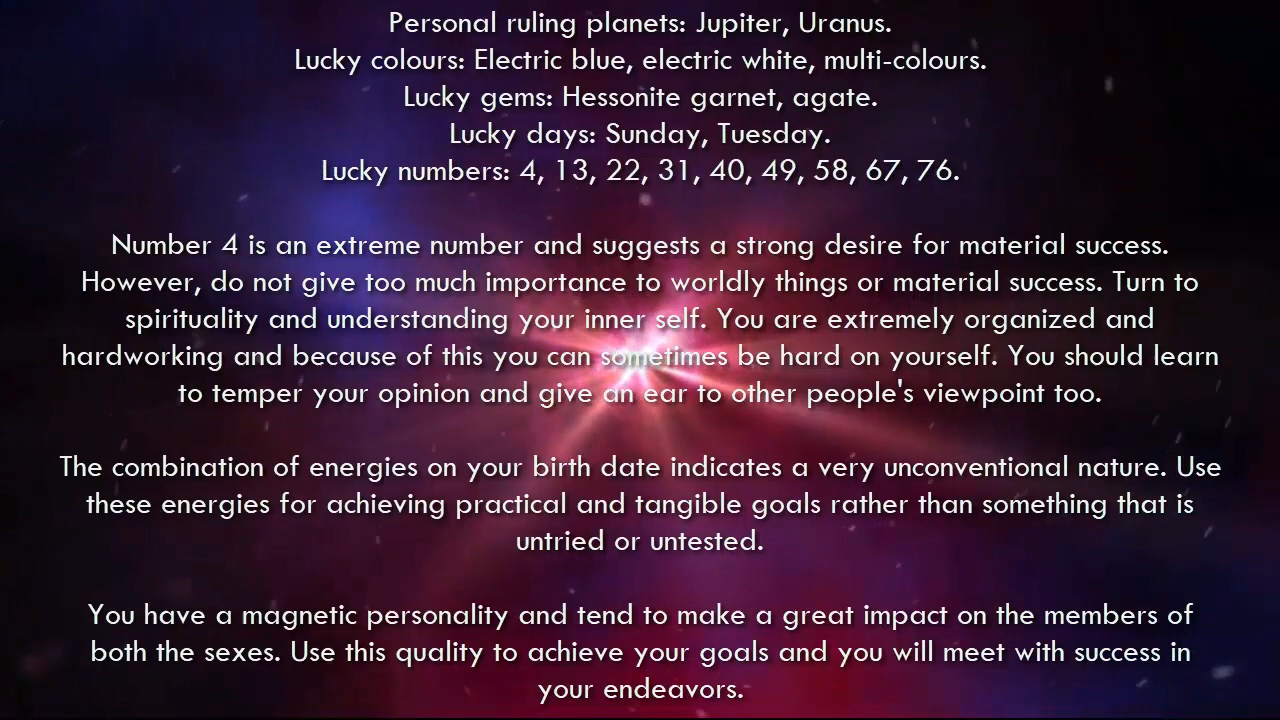 Personal ruling planets: Jupiter, Uranus.
Lucky colours: Electric blue, electric white, multi-colours.
Lucky gems: Hessonite garnet, agate.
Lucky days: Sunday, Tuesday.
Lucky numbers: 4, 13, 22, 31, 40, 49, 58, 67, 76.
Number 4 is an extreme number and suggests a strong desire for material success.
However, do not give too much importance to worldly things or material success. Turn to
spirituality and understanding your inner self. You are extremely organized and
hardworking and because of this you can sometimes be hard on yourself. You should learn
to temper your opinion and give an ear to other people's viewpoint too.
The combination of energies on your birth date indicates a very unconventional nature. Use
these energies for achieving practical and tangible goals rather than something that is
untried or untested.
You have a magnetic personality and tend to make a great impact on the members of
both the sexes. Use this quality to achieve your goals and you will meet with success in
your endeavors.